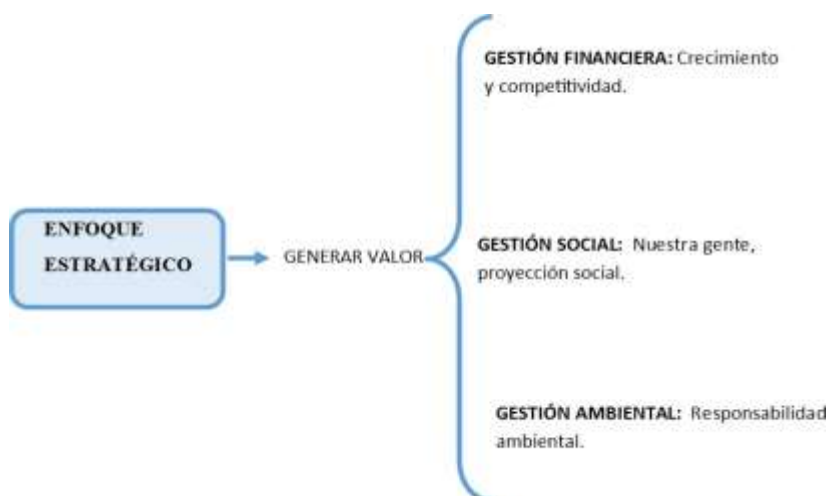 ENFOQUE
ESTRATÉGICO
GENERAR VALOR
GESTIÓN FINANCIERA: Crecimiento
y competitividad.
GESTIÓN SOCIAL: Nuestra gente,
proyección social.
GESTIÓN AMBIENTAL: Responsabilidad
ambiental.